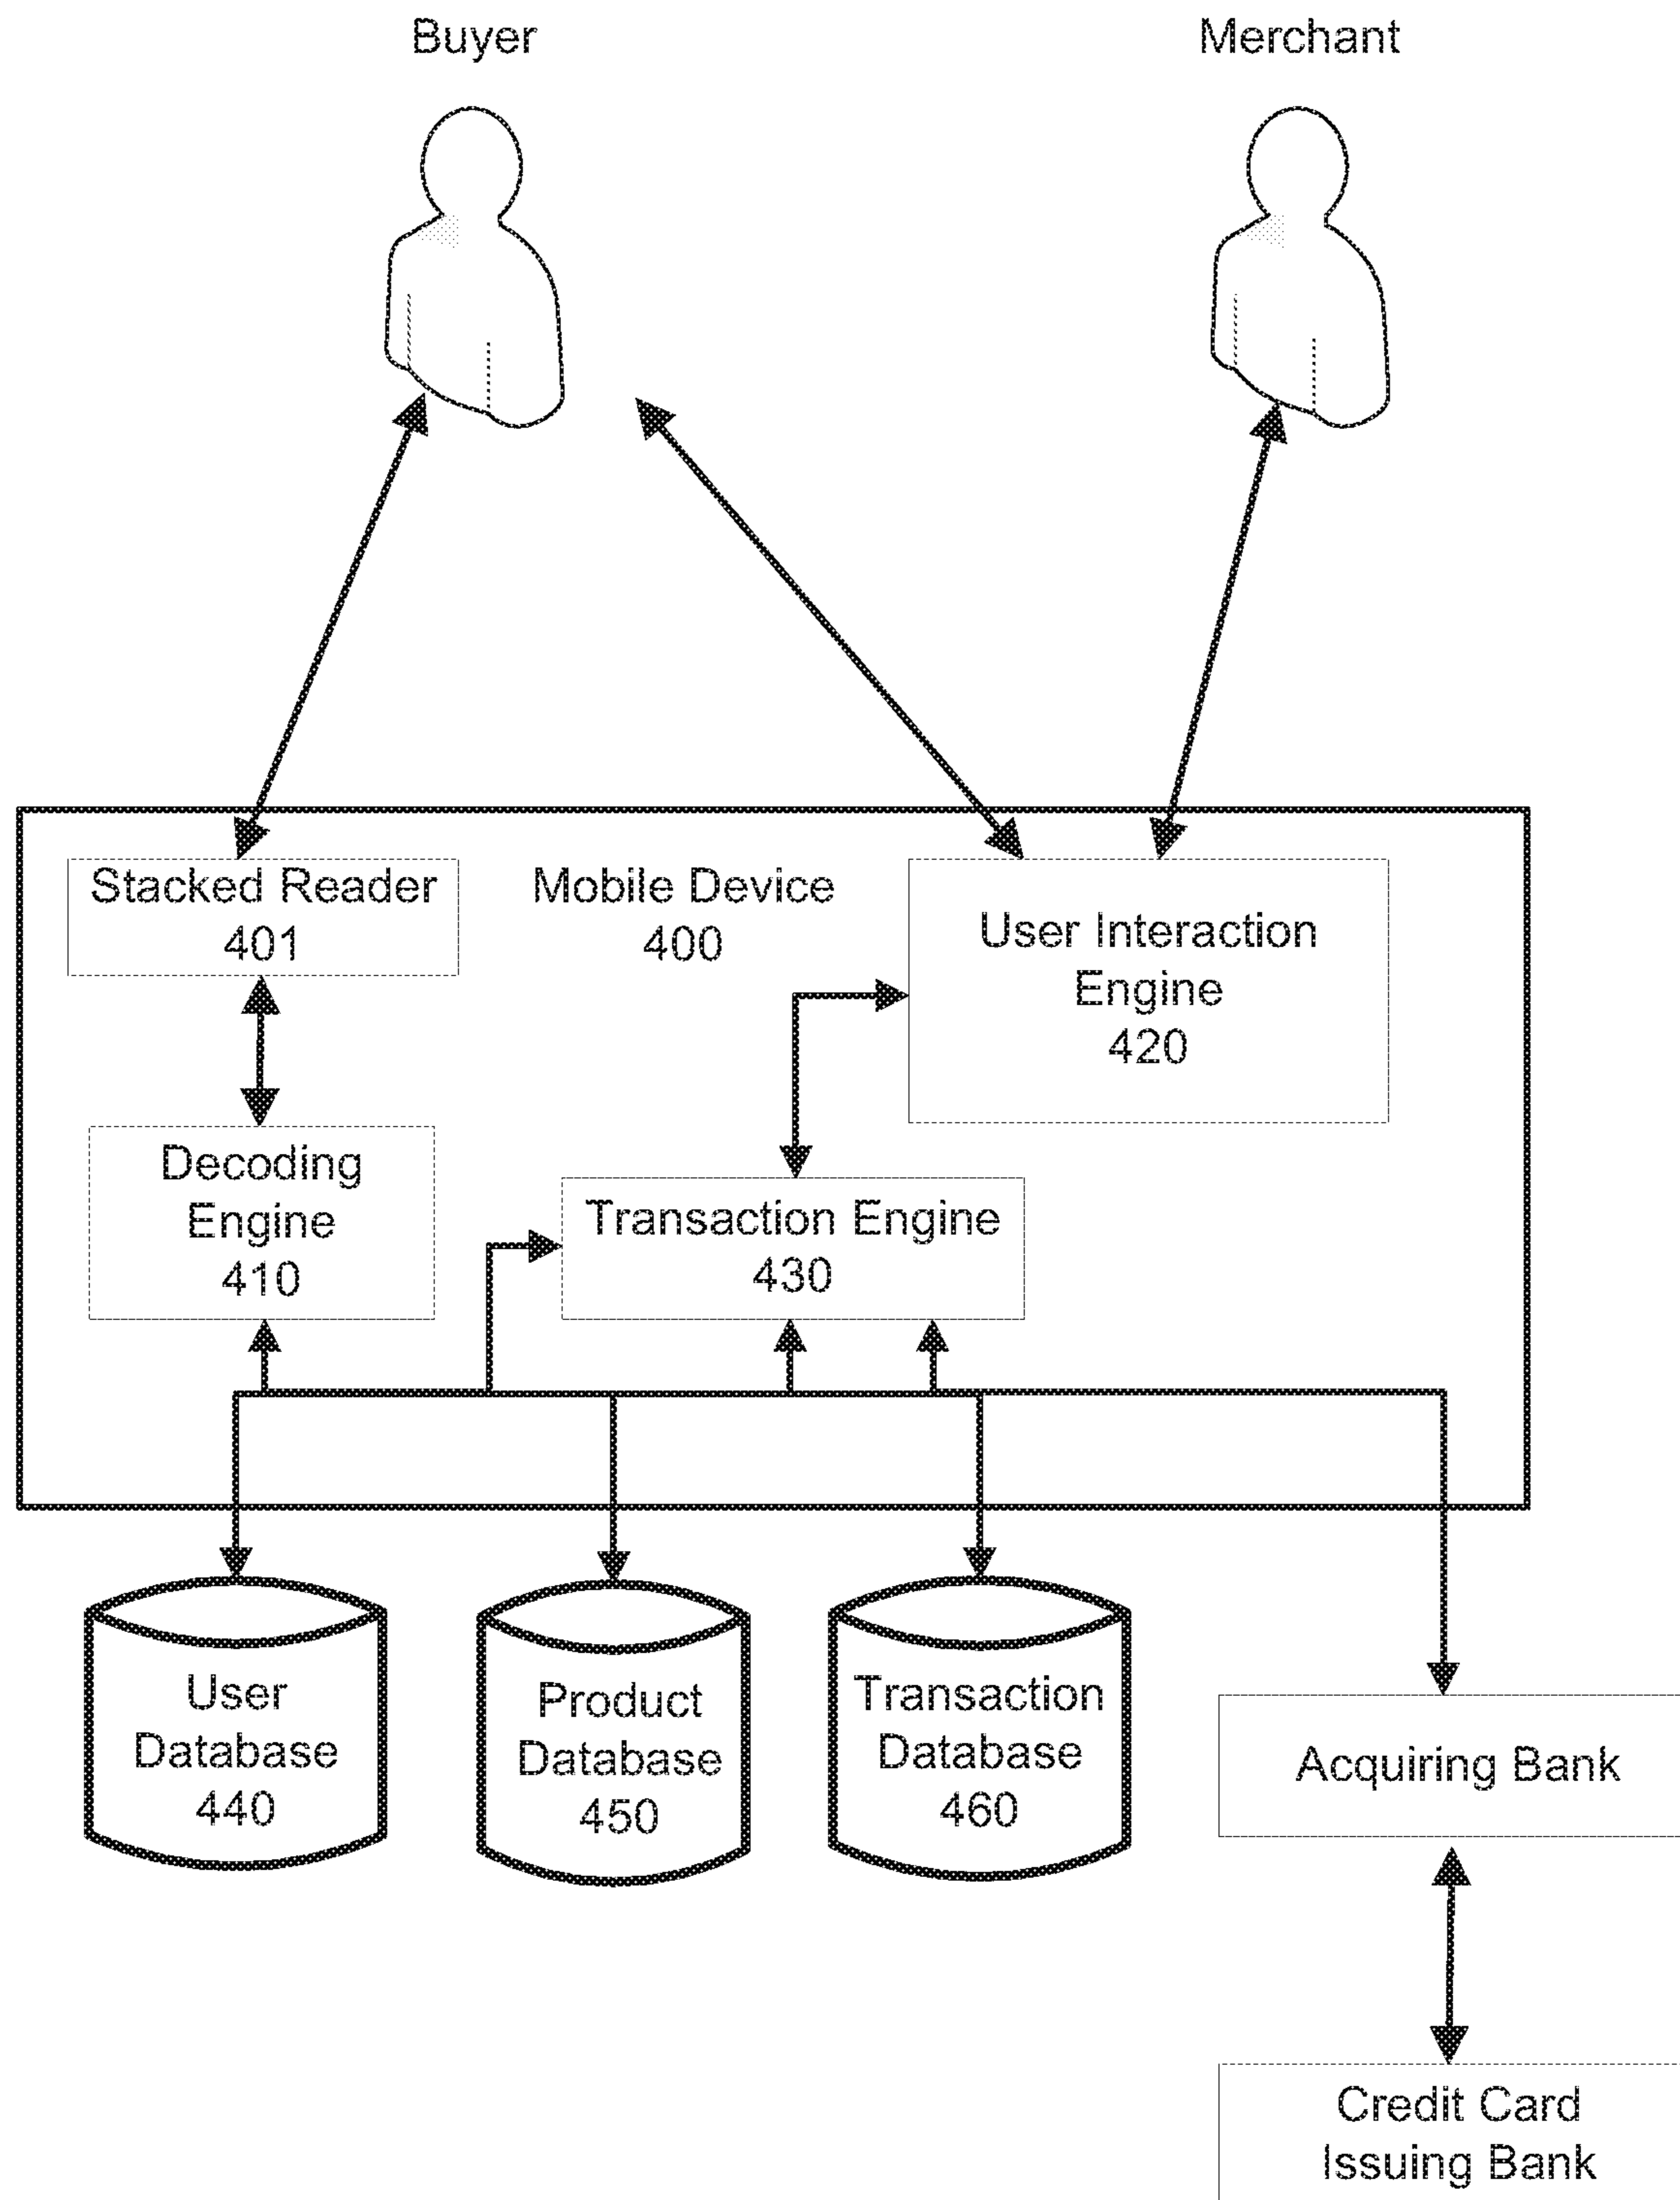 Buyer
Merchant
Stacked Reader
401
Mobile Device
400
User Interaction
Engine
420
Decoding
Engine
410
Transaction Engine
430
User
Database
440
Product
Database
450
Transaction
Database
460
Acquiring Bank
Credit Card
Issuing Bank